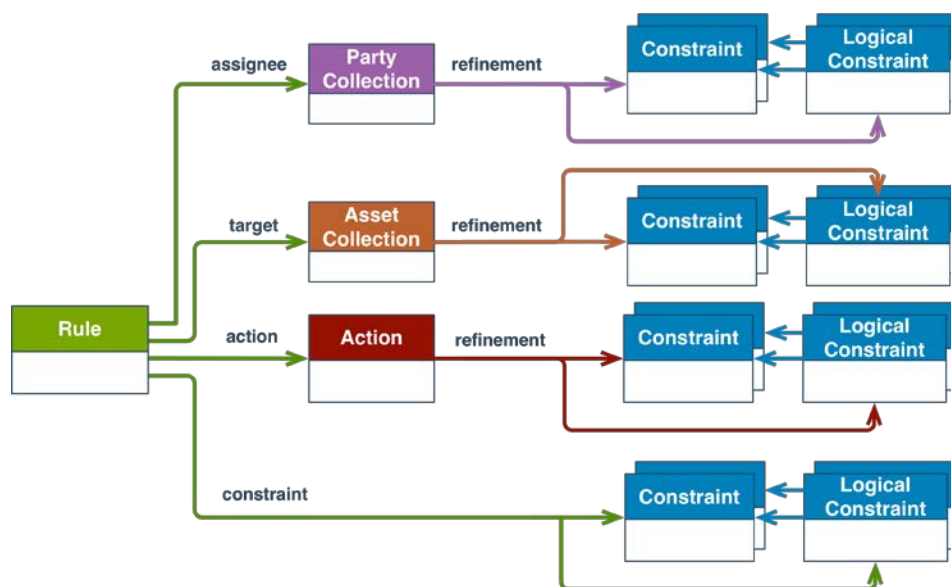 Party
Collection
assignee
refinement
Constraint
Logical
Constraint
Asset
Collection
target
refinement
Constraint
Logical
Constraint
Rule
action
Action
refinement
Constraint
Logical
Constraint
constraint
Constraint
Logical
Constraint